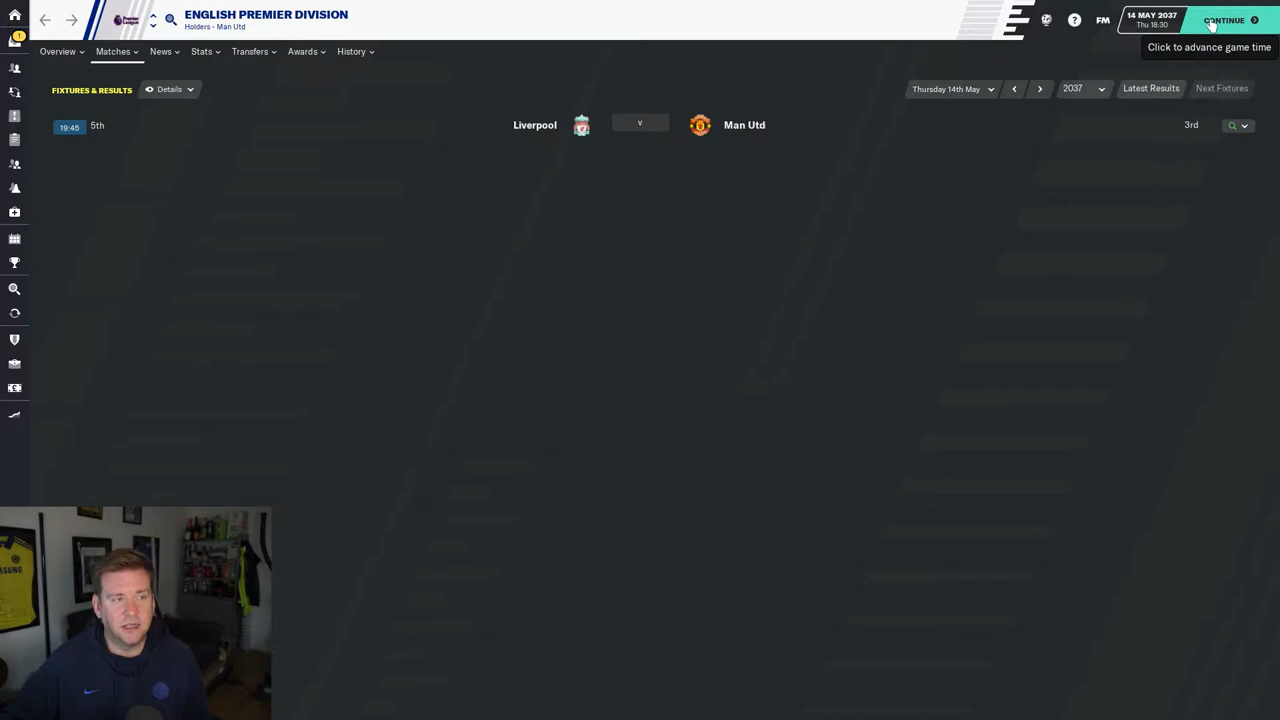 ENGLISH PREMIER DIVISION
Holders - Man Utd
FM
14 MAY 2037
Thu 18:30
CONTINUE
Click to advance game time
1
Overview
Matches
News
Stats
Transfers
Awards
History
FIXTURES & RESULTS
Details
Thursday 14th May
2037
Latest Results
Next Fixtures
19:45
5th
Liverpool
v
Man Utd
3rd